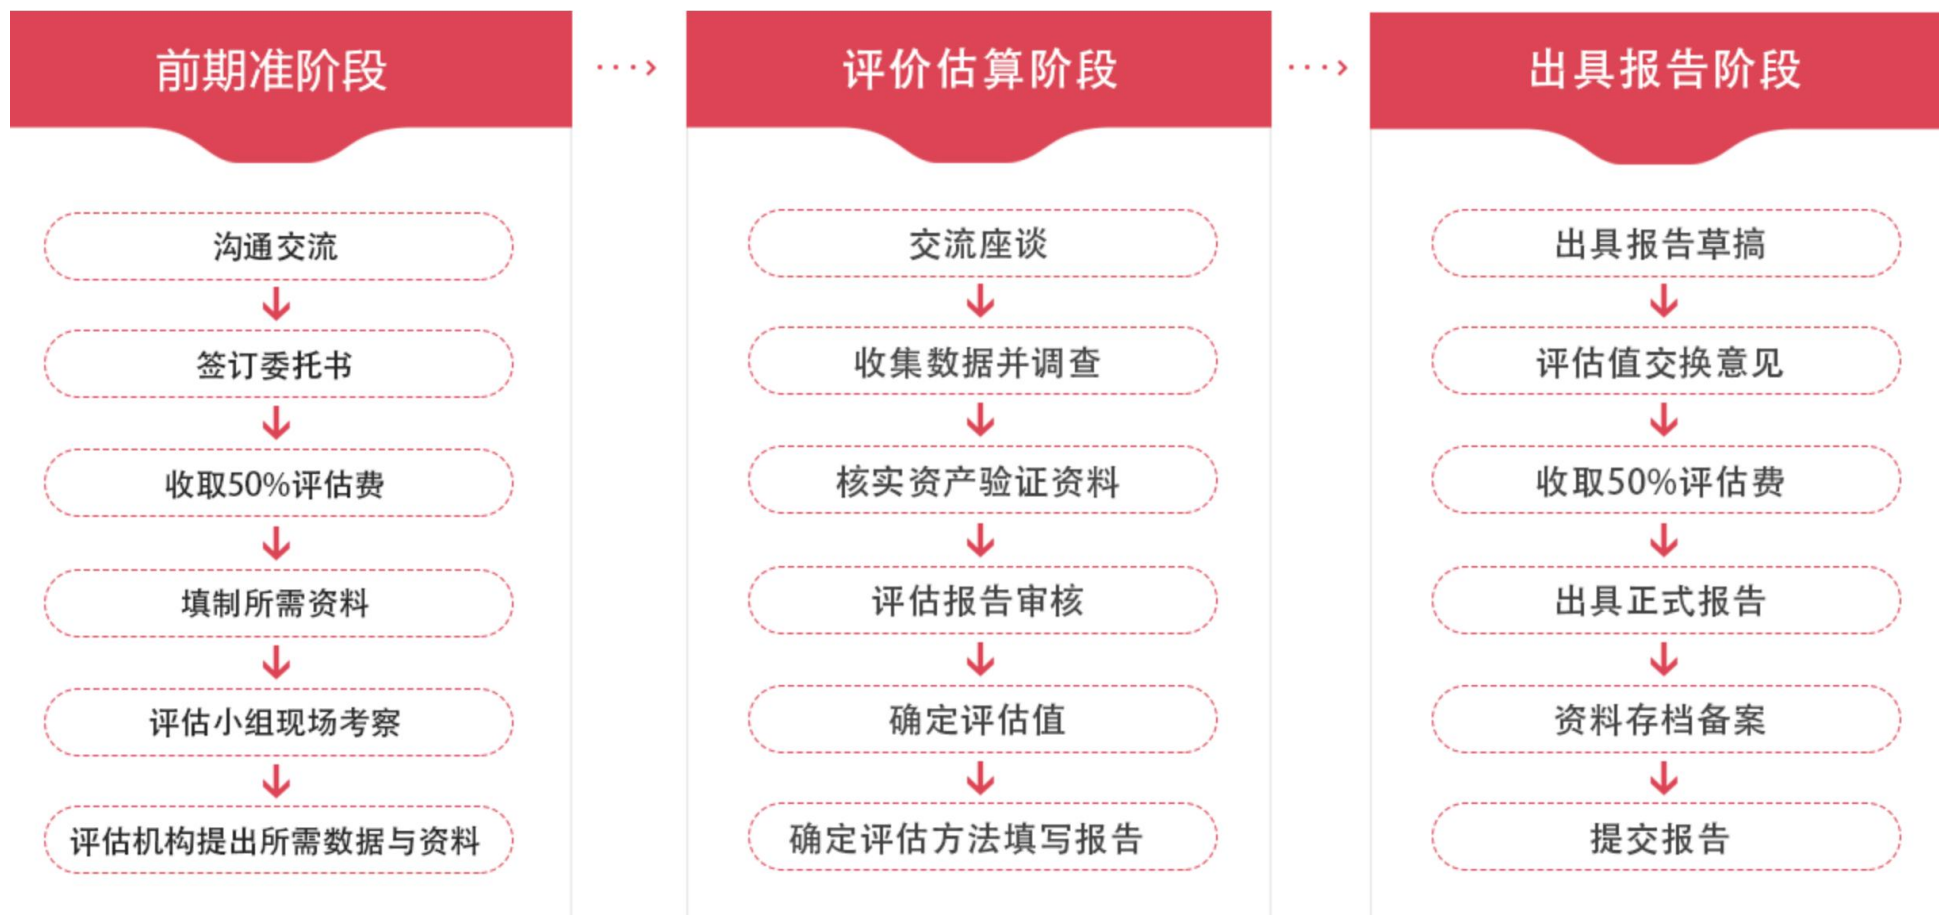 前期准阶段
沟通交流
签订委托书
收取50%评估费
填制所需资料
评估小组现场考察
评估机构提出所需数据与资料
评价估算阶段
交流座谈
收集数据并调查
核实资产验证资料
评估报告审核
确定评估值
确定评估方法填写报告
出具报告阶段
出具报告草搞
评估值交换意见
收取50%评估费
出具正式报告
资料存档备案
提交报告